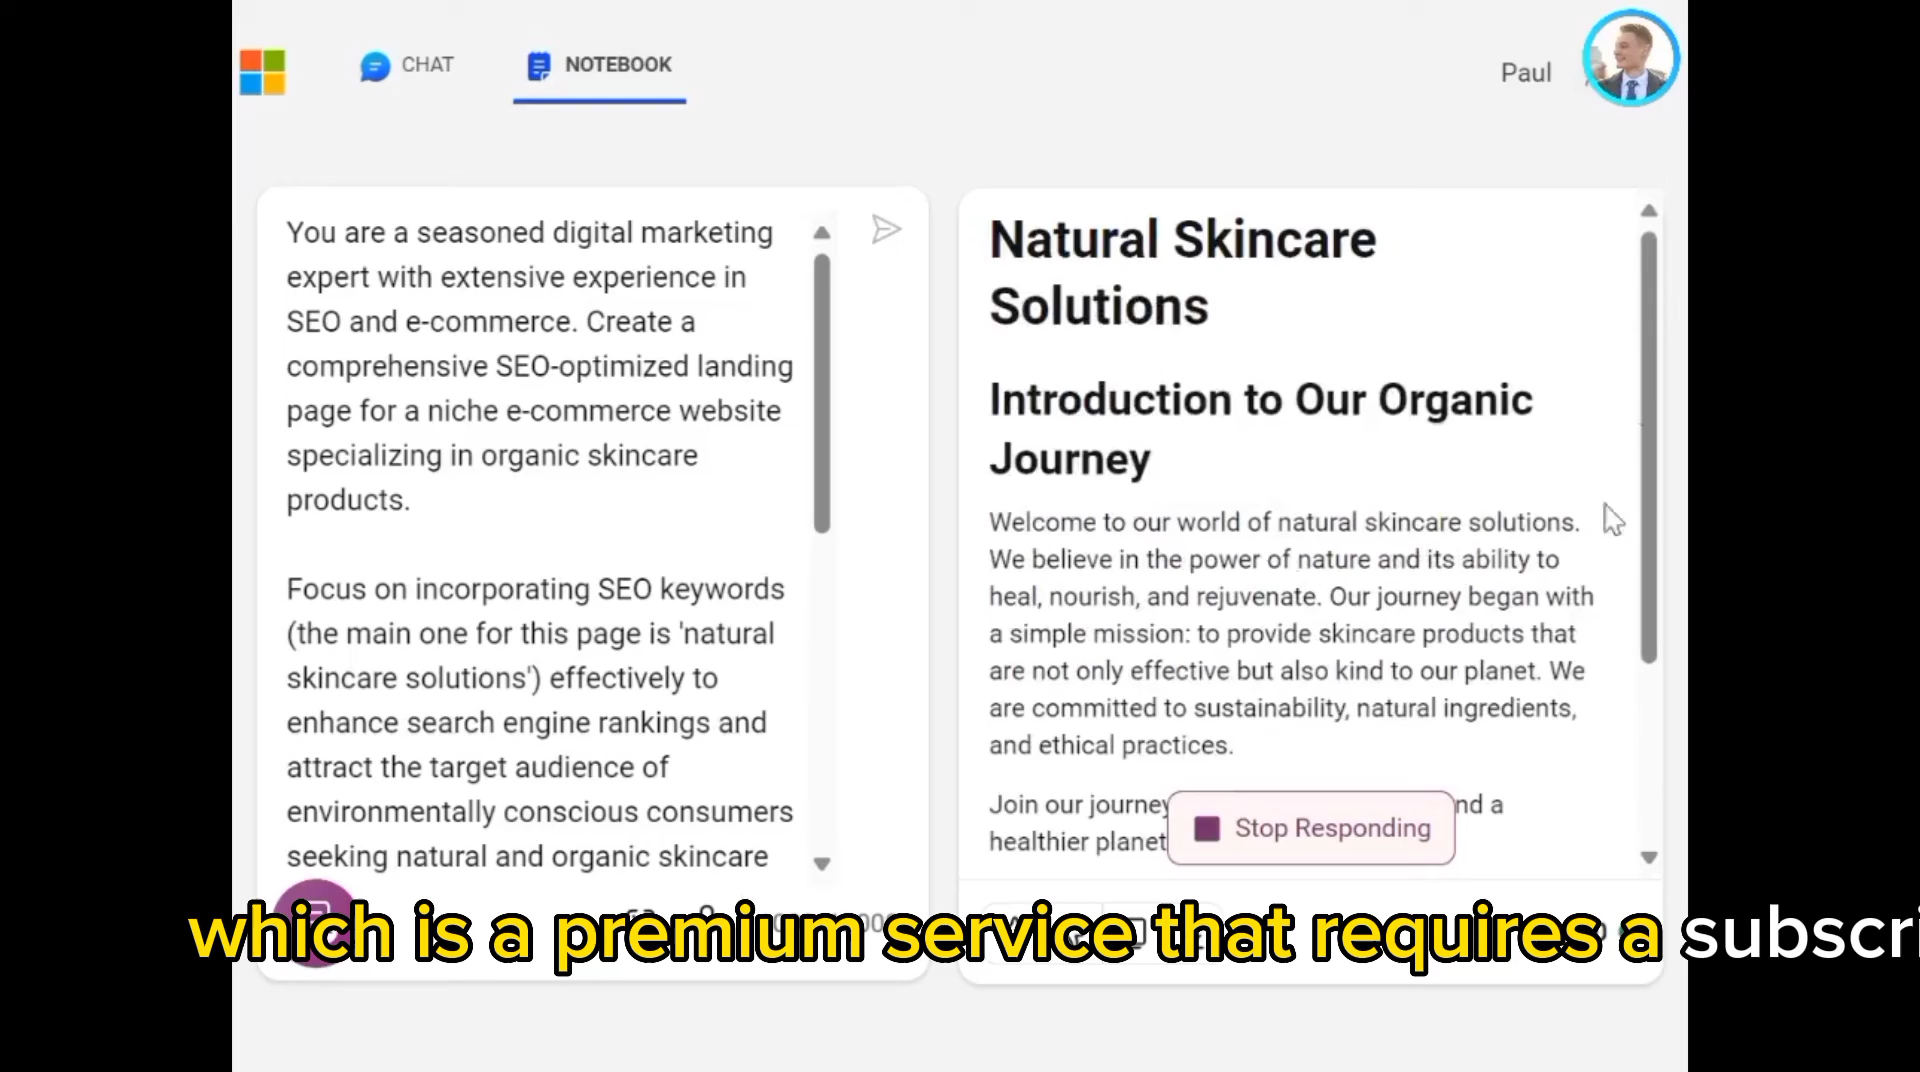 CHAT
NOTEBOOK
Paul
You are a seasoned digital marketing
expert with extensive experience in
SEO and e-commerce. Create a
comprehensive SEO-optimized landing
page for a niche e-commerce website
specializing in organic skincare
products.
Focus on incorporating SEO keywords
(the main one for this page is 'natural
skincare solutions') effectively to
enhance search engine rankings and
attract the target audience of
environmentally conscious consumers
seeking natural and organic skincare
Natural Skincare
Solutions
Introduction to Our Organic
Journey
Welcome to our world of natural skincare solutions.
We believe in the power of nature and its ability to
heal, nourish, and rejuvenate. Our journey began with
a simple mission: to provide skincare products that
are not only effective but also kind to our planet. We
are committed to sustainability, natural ingredients,
and ethical practices.
Join our journey nd a
healthier planet
Stop Responding
which is a premium service that requires a subscri